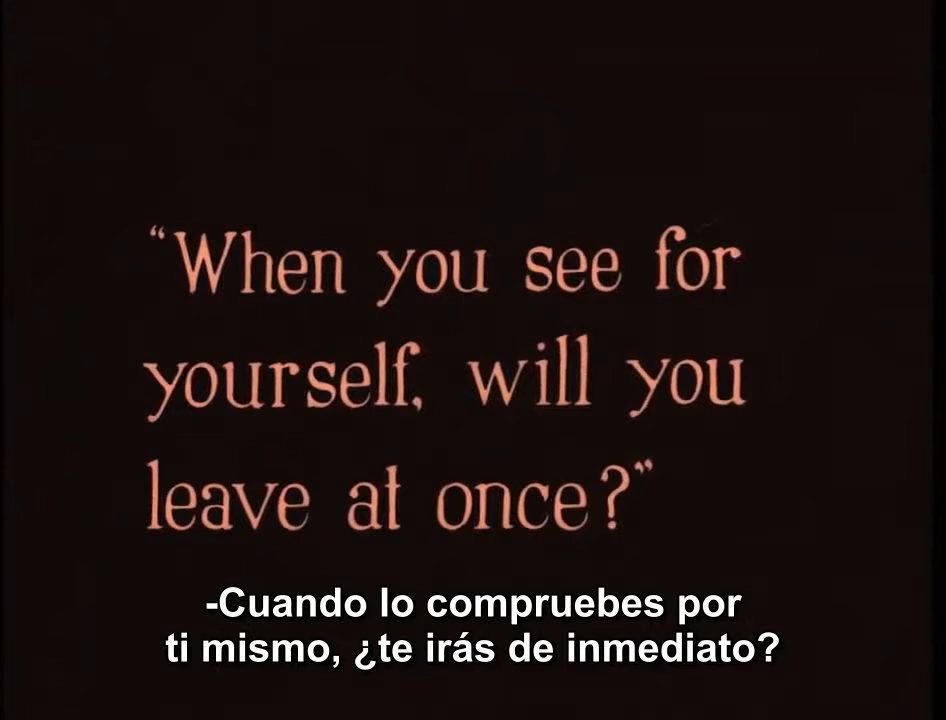 “When you see for
yourself, will you
leave at once?”
-Cuando lo compruebes por
ti mismo, ¿te irás de inmediato?